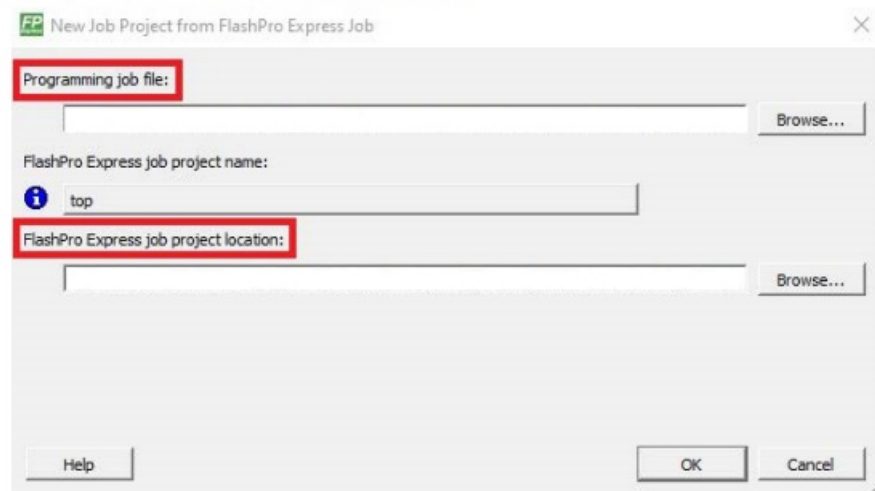 FP New Job Project from FlashPro Express Job
Programming job file:
Browse...
FlashPro Express job project name:
top
FlashPro Express job project location:
Browse...
Help OK Cancel